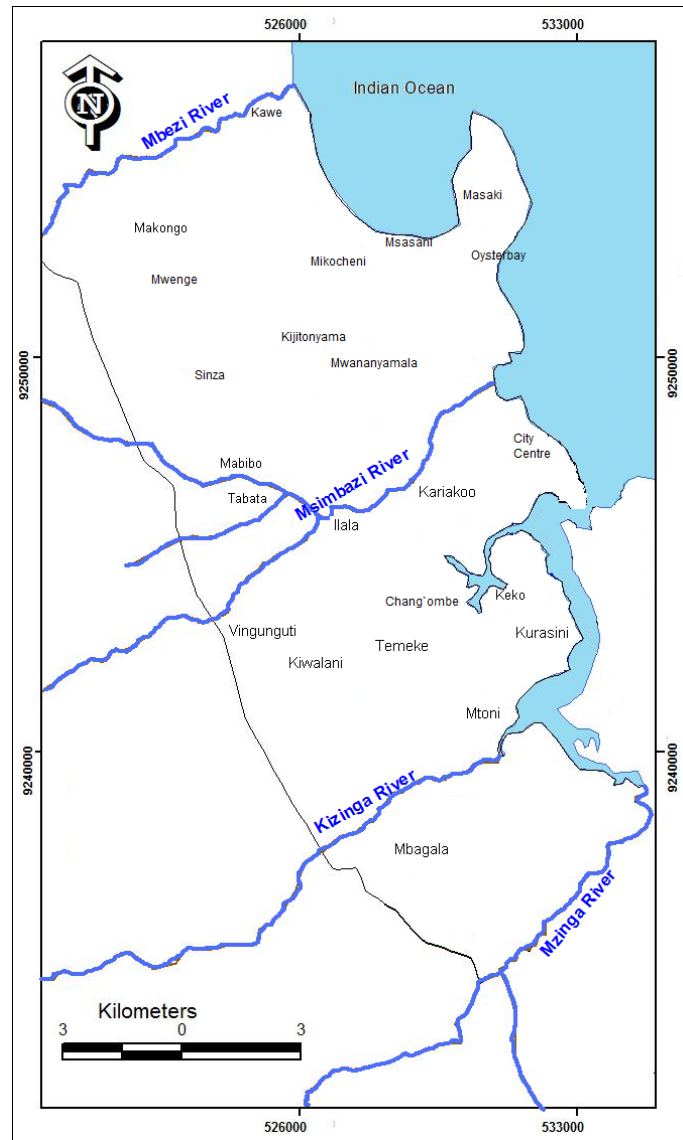 526000
533000
Indian Ocean
N
Mbezi River
Kawe
Masaki
Makongo
Msasani
Oysterbay
Mikocheni
Mwenge
Kijitonyama
9250000
9250000
Mwananyamala
Sinza
City
Centre
Mabibo
Msimbazi River
Kariakoo
Tabata
Ilala
Keko
Chang`ombe
Vingunguti
Kurasini
Temeke
Kiwalani
Mtoni
9240000
9240000
Kizinga River
Mbagala
Mzinga River
Kilometers
3 0 3
526000
533000